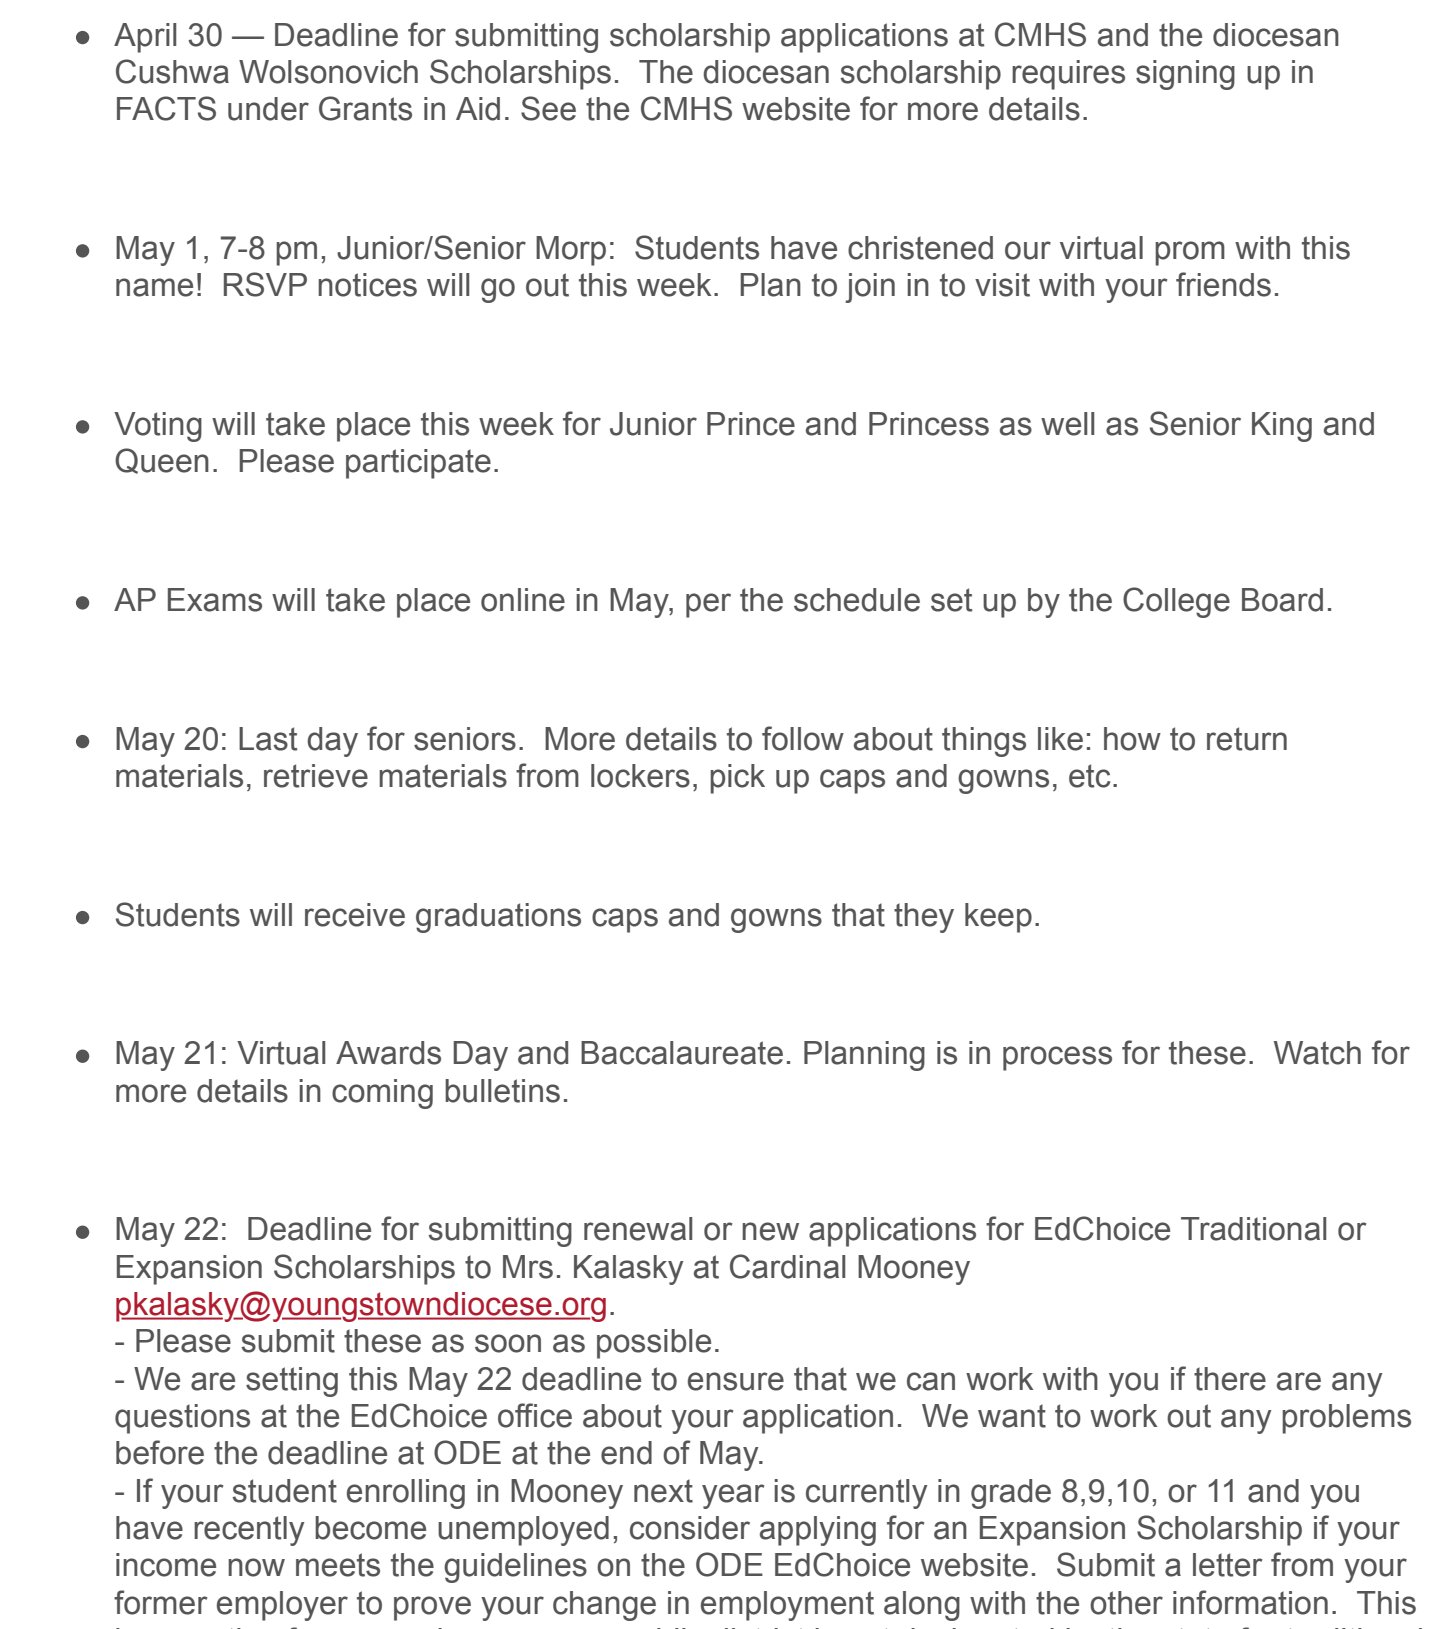 ● April 30 — Deadline for submitting scholarship applications at CMHS and the diocesan
Cushwa Wolsonovich Scholarships.  The diocesan scholarship requires signing up in
FACTS under Grants in Aid. See the CMHS website for more details.
● May 1, 7-8 pm, Junior/Senior Morp:  Students have christened our virtual prom with this
name!  RSVP notices will go out this week.  Plan to join in to visit with your friends.
● Voting will take place this week for Junior Prince and Princess as well as Senior King and
Queen.  Please participate.
● AP Exams will take place online in May, per the schedule set up by the College Board.
● May 20: Last day for seniors.  More details to follow about things like: how to return
materials, retrieve materials from lockers, pick up caps and gowns, etc.
● Students will receive graduations caps and gowns that they keep.
● May 21: Virtual Awards Day and Baccalaureate. Planning is in process for these.  Watch for
more details in coming bulletins.
● May 22:  Deadline for submitting renewal or new applications for EdChoice Traditional or
Expansion Scholarships to Mrs. Kalasky at Cardinal Mooney
pkalasky@youngstowndiocese.org.
- Please submit these as soon as possible.
- We are setting this May 22 deadline to ensure that we can work with you if there are any
questions at the EdChoice office about your application.  We want to work out any problems
before the deadline at ODE at the end of May.
- If your student enrolling in Mooney next year is currently in grade 8,9,10, or 11 and you
have recently become unemployed, consider applying for an Expansion Scholarship if your
income now meets the guidelines on the ODE EdChoice website.  Submit a letter from your
former employer to prove your change in employment along with the other information.  This